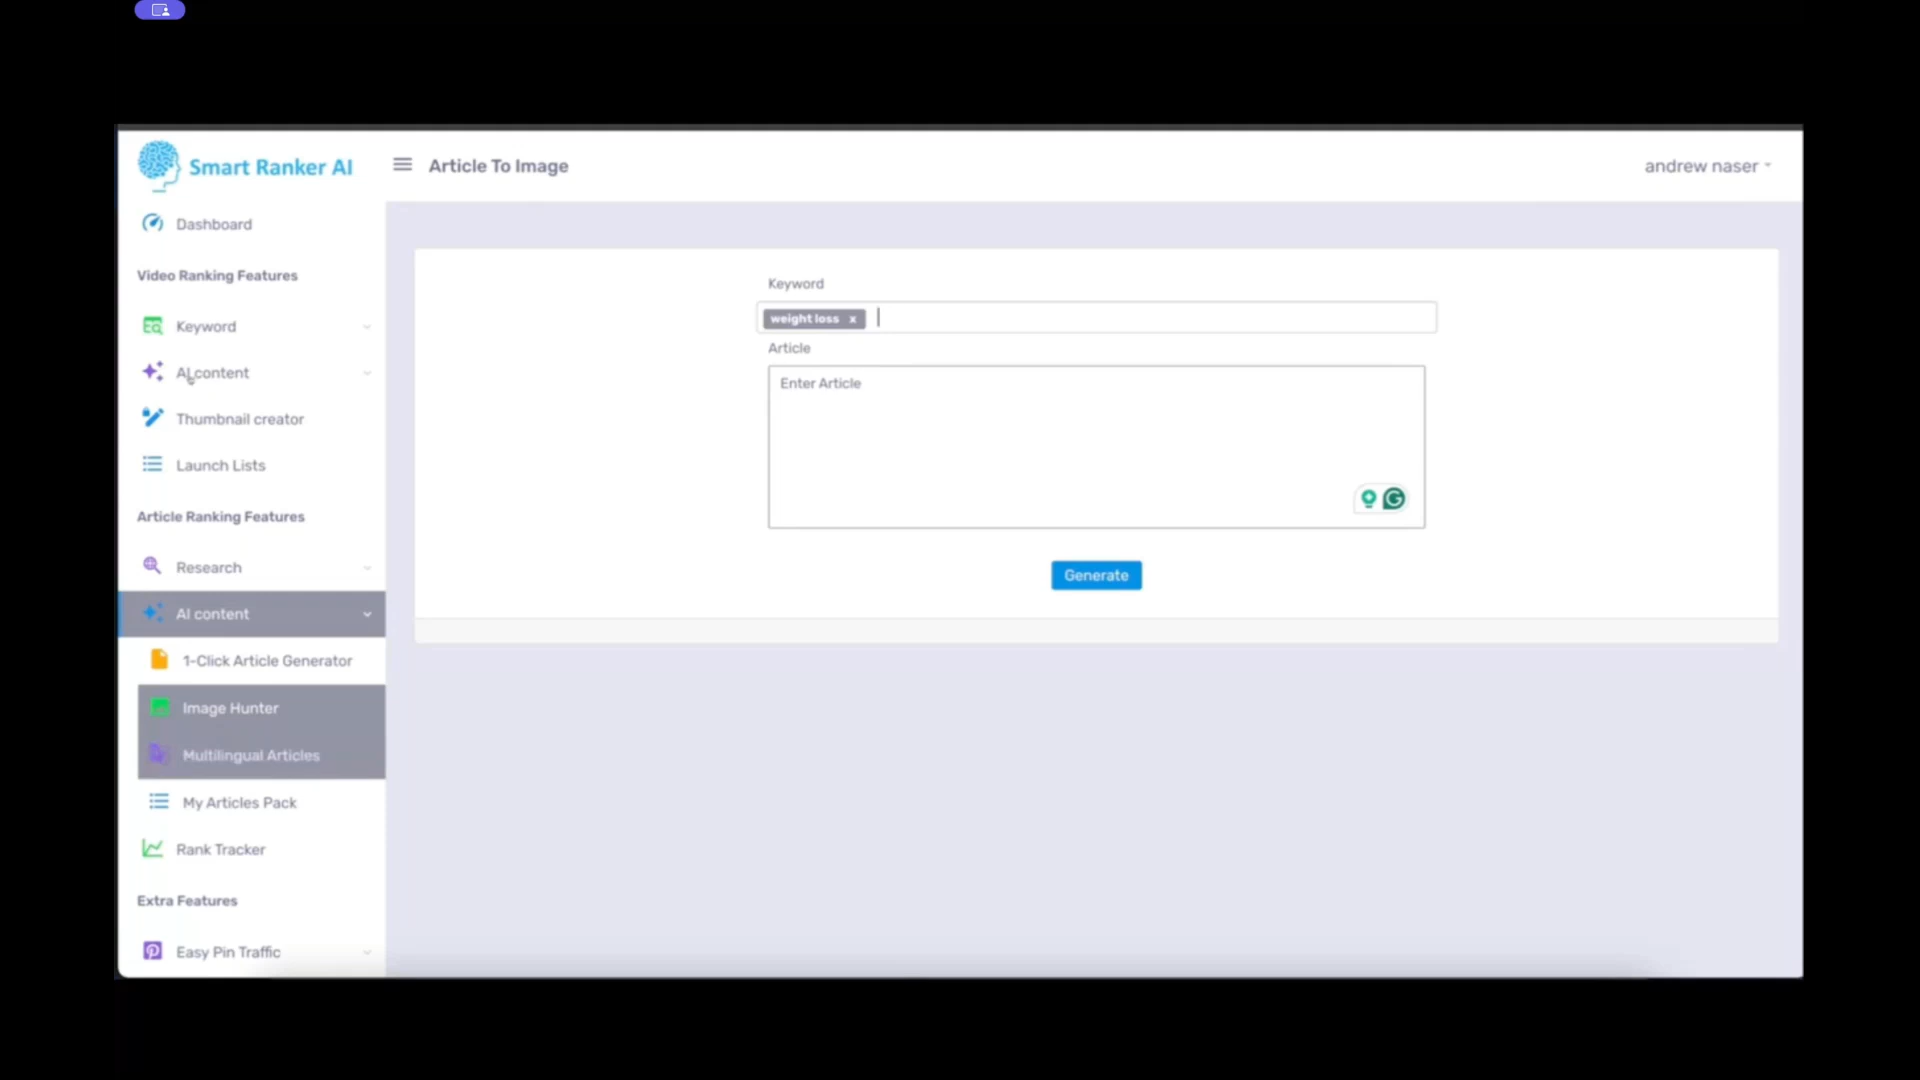 Smart Ranker AI
Article To Image
andrew naser
Dashboard
Video Ranking Features
Keyword
AI content
Thumbnail creator
Launch Lists
Article Ranking Features
Research
AI content
1-Click Article Generator
Image Hunter
Multilingual Articles
My Articles Pack
Rank Tracker
Extra Features
Easy Pin Traffic
Keyword
weight loss x
Article
Enter Article
Generate